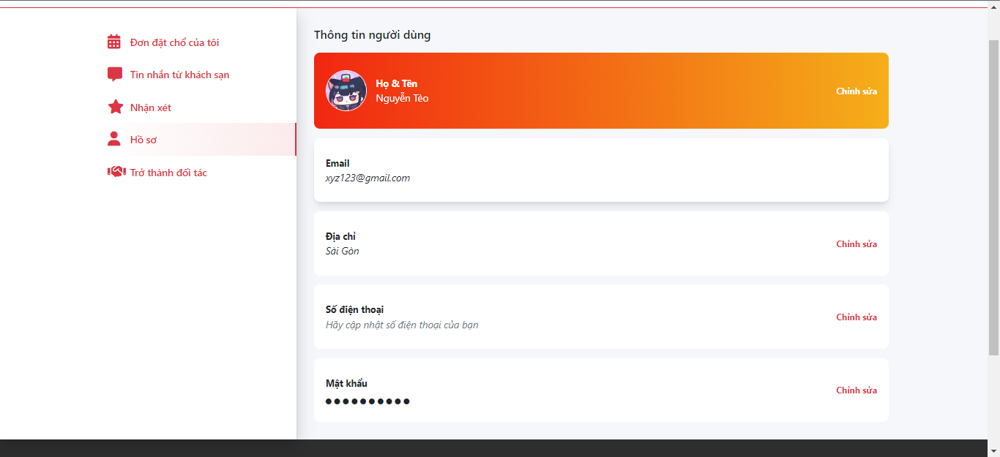 Đơn đặt chổ của tôi
Tin nhắn từ khách sạn
Nhận xét
Hồ sơ
Trở thành đối tác
Thông tin người dùng
Họ & Tên
Nguyễn Tèo
Chỉnh sửa
Email
xyz123@gmail.com
Địa chỉ
Sài Gòn
Chỉnh sửa
Số điện thoại
Hãy cập nhật số điện thoại của bạn
Chỉnh sửa
Mật khẩu
●●●●●●●●●●
Chỉnh sửa